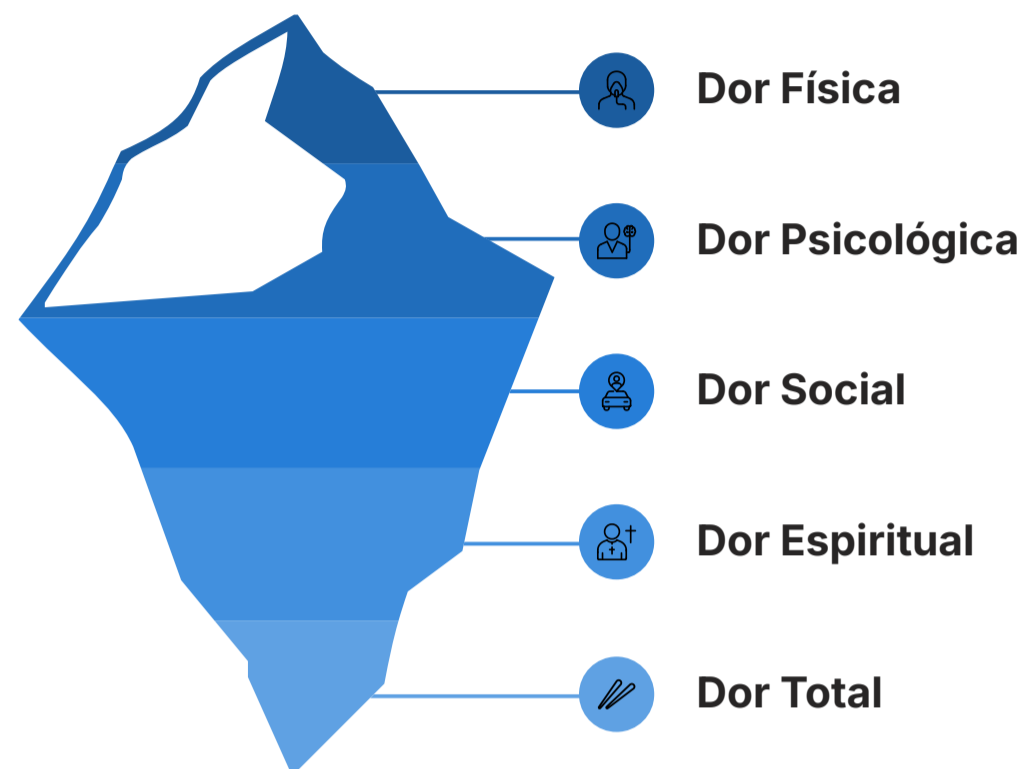 Dor Física
Dor Psicológica
Dor Social
Dor Espiritual
Dor Total